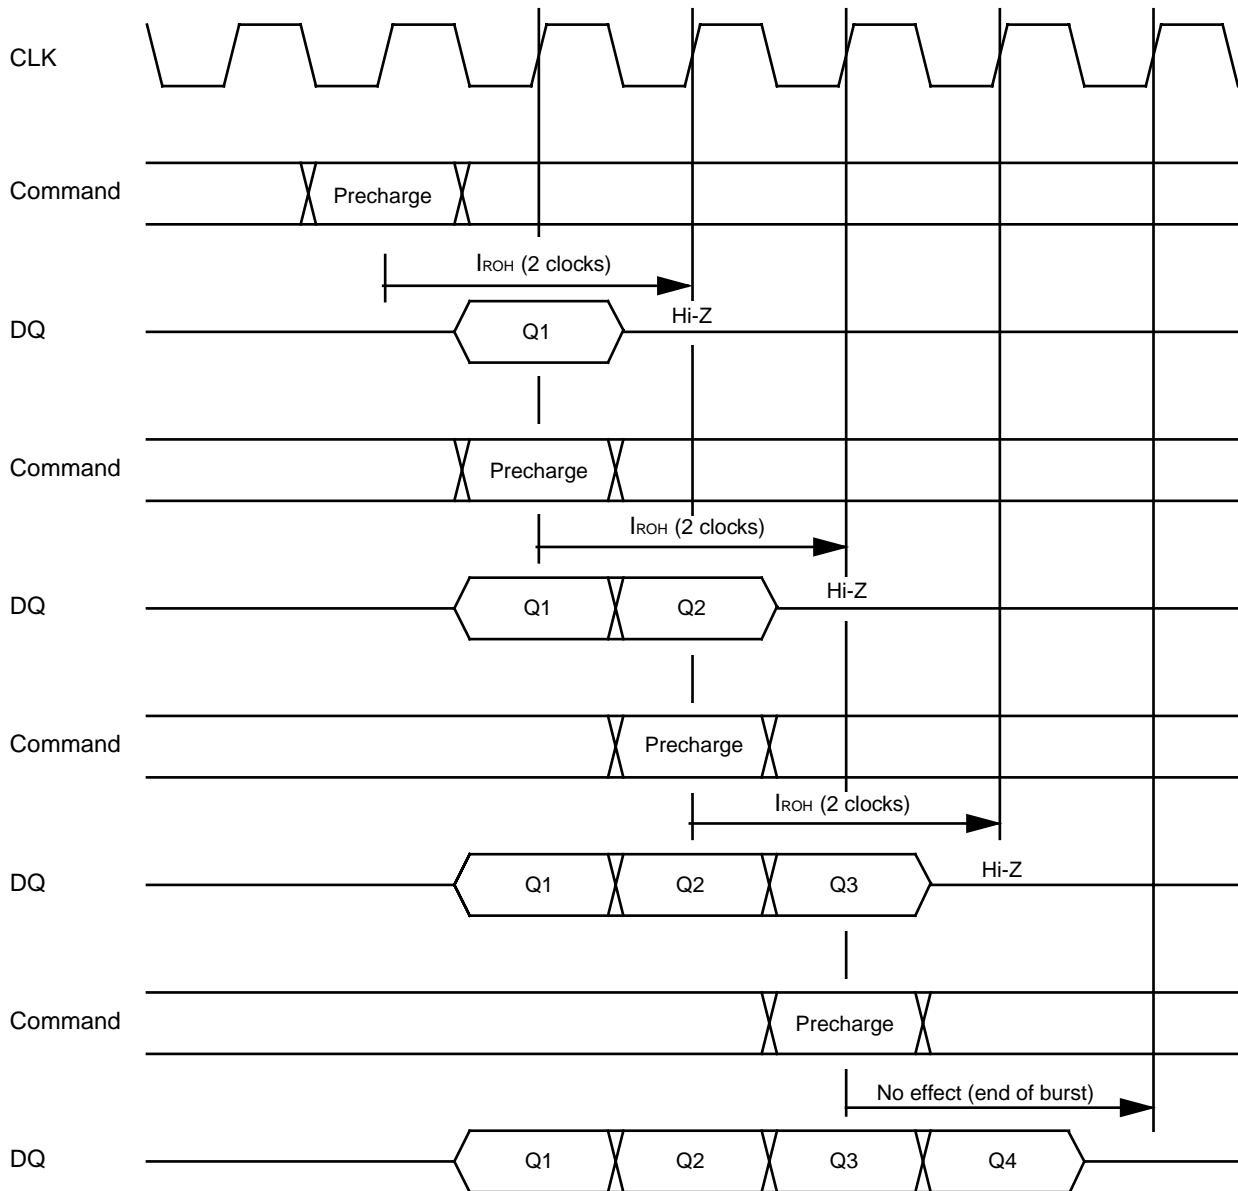 CLK
Command
Precharge
IROH (2 clocks)
DQ
Q1
Hi-Z
Command
Precharge
IROH (2 clocks)
DQ
Q1 Q2
Hi-Z
Command
Precharge
IROH (2 clocks)
DQ
Q1 Q2 Q3
Hi-Z
Command
Precharge
No effect (end of burst)
DQ
Q1 Q2 Q3 Q4